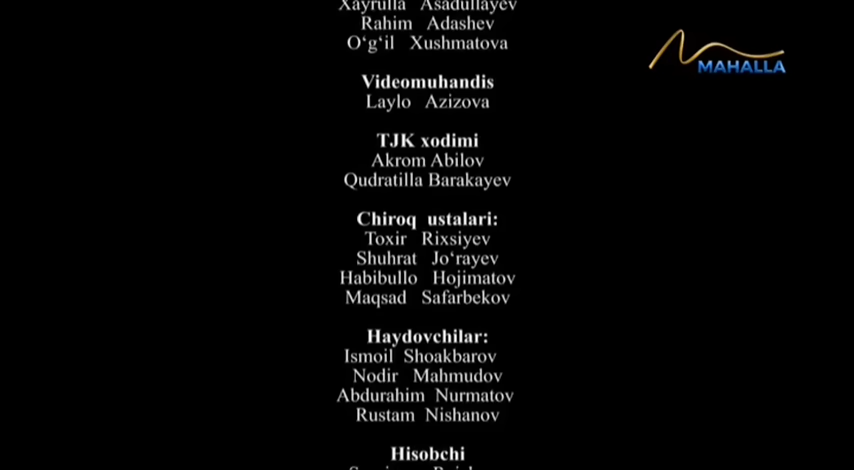 Xayrulla Asadullayev
Rahim Adashev
O‘g‘il Xushmatova
MAHALLA
Videomuhandis
Laylo Azizova
TJK xodimi
Akrom Abilov
Qudratilla Barakayev
Chiroq ustalari:
Toxir Rixsiyev
Shuhrat Jo‘rayev
Habibullo Hojimatov
Maqsad Safarbekov
Haydovchilar:
Ismoil Shoakbarov
Nodir Mahmudov
Abdurahim Nurmatov
Rustam Nishanov
Hisobchi